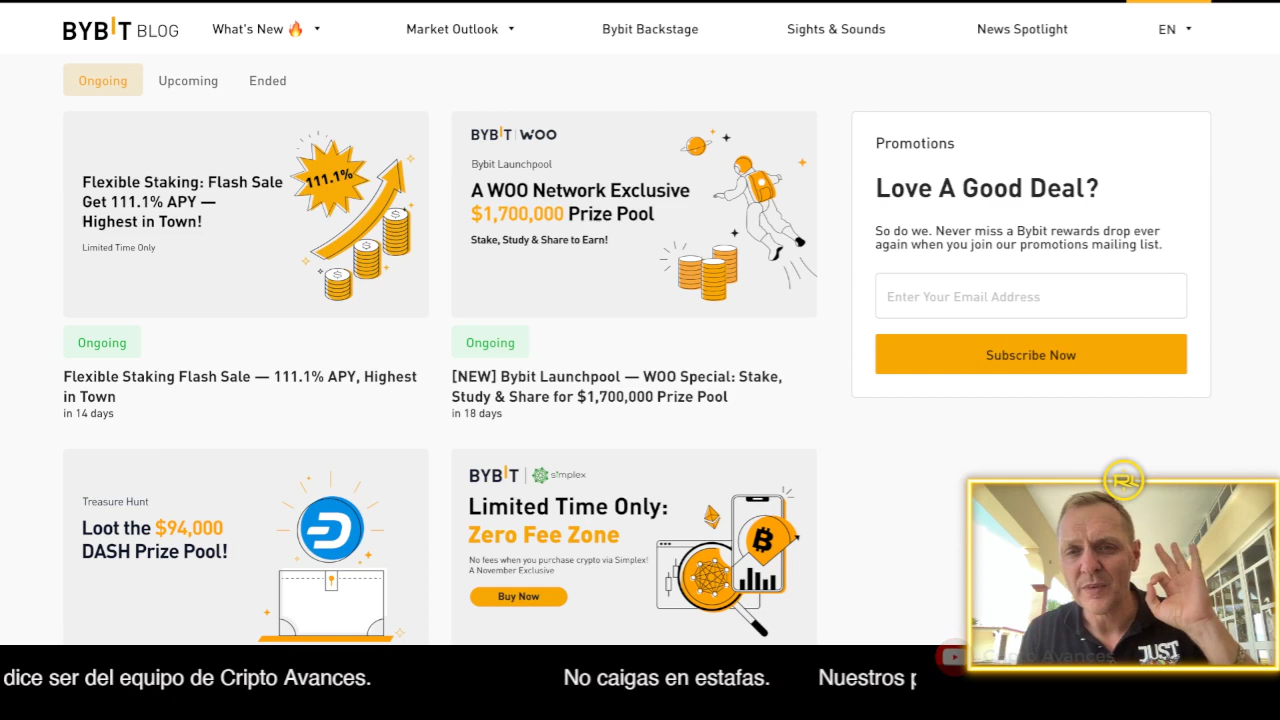 BYBIT BLOG
What's New
Market Outlook
Bybit Backstage
Sights & Sounds
News Spotlight
EN
Ongoing
Upcoming
Ended
Flexible Staking: Flash Sale
Get 111.1% APY —
Highest in Town!
Limited Time Only
111.1%
Ongoing
Flexible Staking Flash Sale — 111.1% APY, Highest
in Town
in 14 days
BYBIT WOO
Bybit Launchpool
A WOO Network Exclusive
$1,700,000 Prize Pool
Stake, Study & Share to Earn!
Ongoing
[NEW] Bybit Launchpool — WOO Special: Stake,
Study & Share for $1,700,000 Prize Pool
in 18 days
Promotions
Love A Good Deal?
So do we. Never miss a Bybit rewards drop ever
again when you join our promotions mailing list.
Enter Your Email Address
Subscribe Now
Treasure Hunt
Loot the $94,000
DASH Prize Pool!
BYBIT simplex
Limited Time Only:
Zero Fee Zone
No fees when you purchase crypto via Simplex!
A November Exclusive
Buy Now
RL
JUST
Cripto Avances
dice ser del equipo de Cripto Avances.
No caigas en estafas.
Nuestros